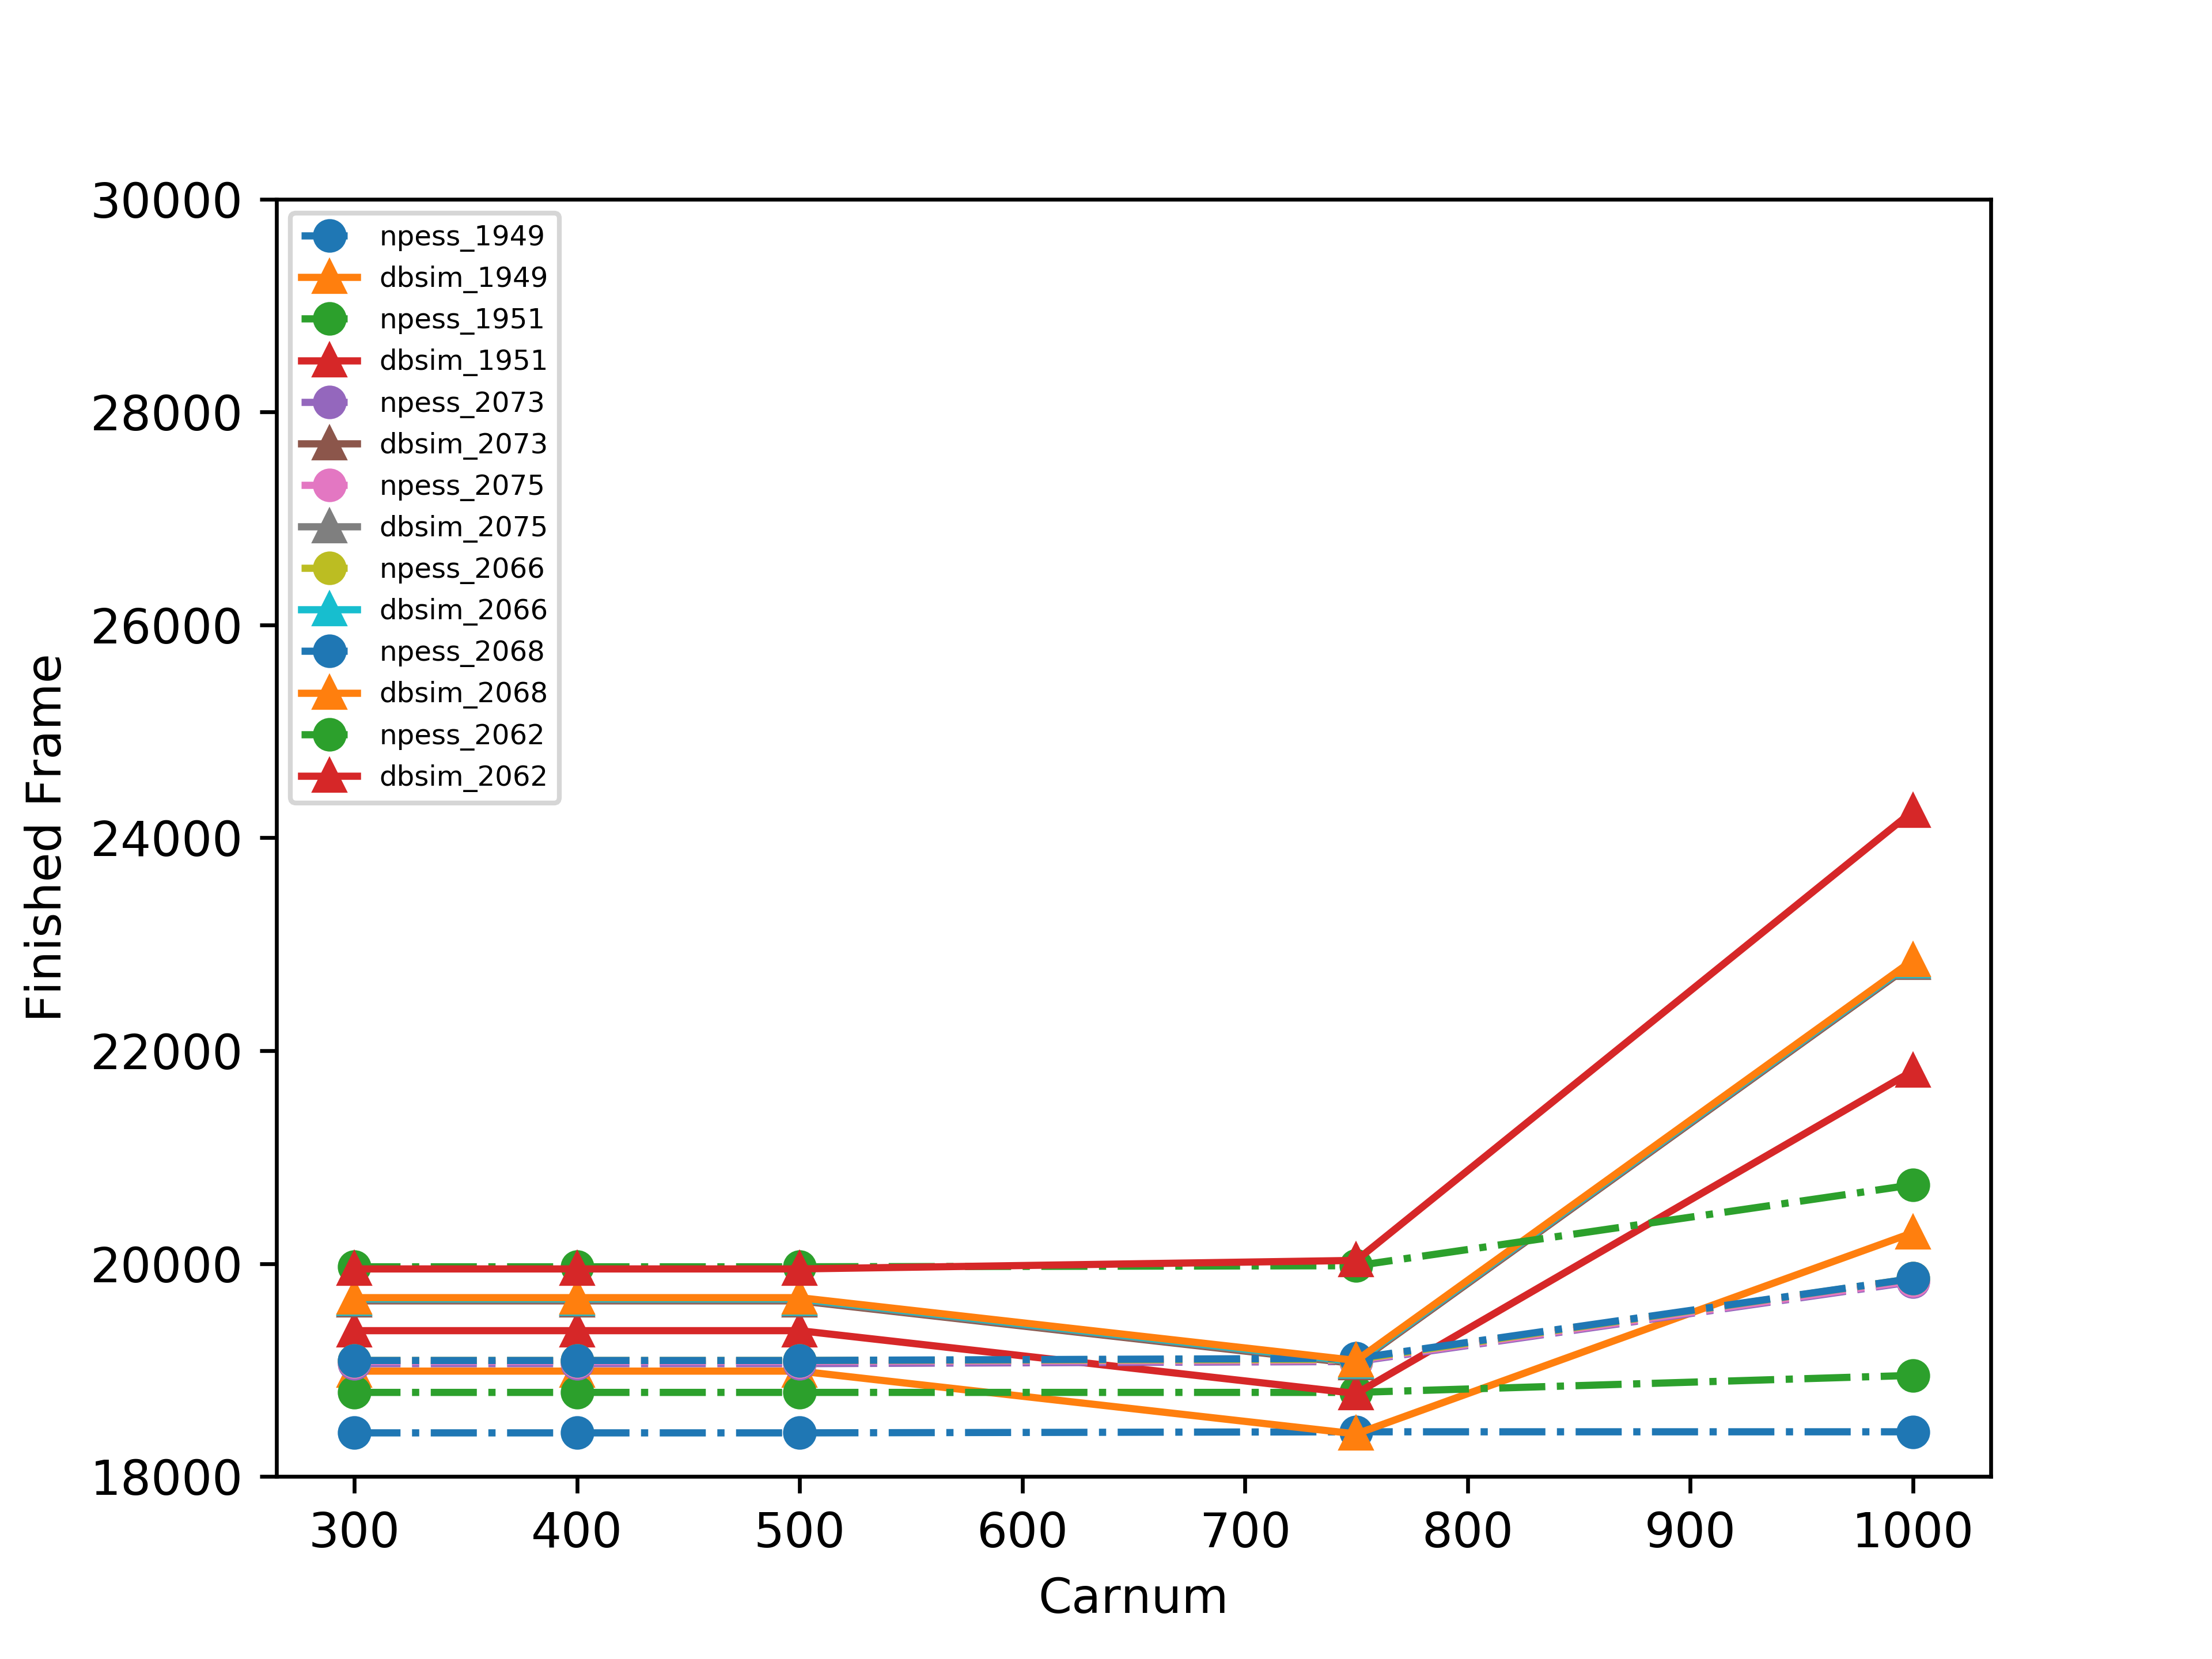 30000
28000
26000
24000
22000
20000
18000
Finished Frame
npess_1949
dbsim_1949
npess_1951
dbsim_1951
npess_2073
dbsim_2073
npess_2075
dbsim_2075
npess_2066
dbsim_2066
npess_2068
dbsim_2068
npess_2062
dbsim_2062
300 400 500 600 700 800 900 1000
Carnum